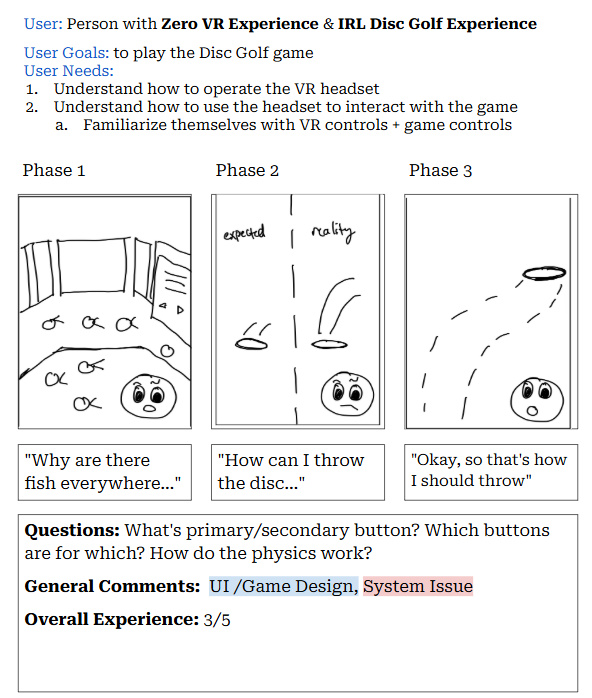 User: Person with Zero VR Experience & IRL Disc Golf Experience
User Goals: to play the Disc Golf game
User Needs:
1. Understand how to operate the VR headset
2. Understand how to use the headset to interact with the game
a. Familiarize themselves with VR controls + game controls
Phase 1
Phase 2
Phase 3
expected
reality
"Why are there
fish everywhere..."
"How can I throw
the disc..."
"Okay, so that's how
I should throw"
Questions: What's primary/secondary button? Which buttons
are for which? How do the physics work?
General Comments: UI /Game Design, System Issue
Overall Experience: 3/5